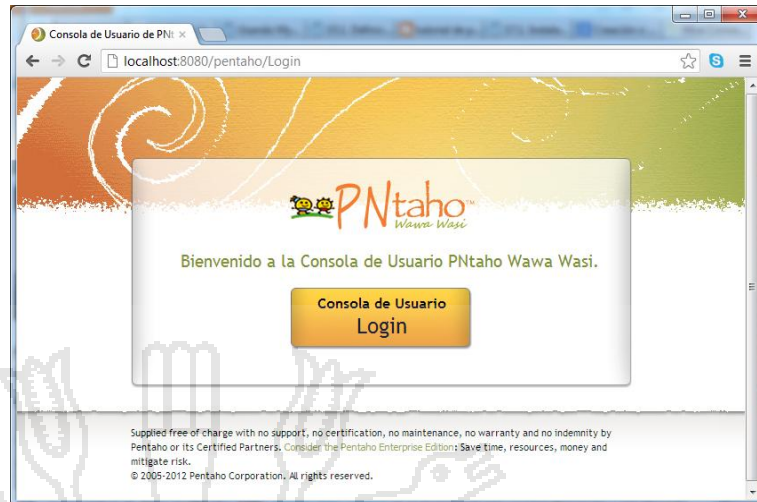 Consola de Usuario de PNt
localhost:8080/pentaho/Login
PNtaho™
Wawa Wasi
Bienvenido a la Consola de Usuario PNtaho Wawa Wasi.
Consola de Usuario
Login
Supplied free of charge with no support, no certification, no maintenance, no warranty and no indemnity by
Pentaho or its Certified Partners. Consider the Pentaho Enterprise Edition: Save time, resources, money and
mitigate risk.
© 2005-2012 Pentaho Corporation. All rights reserved.